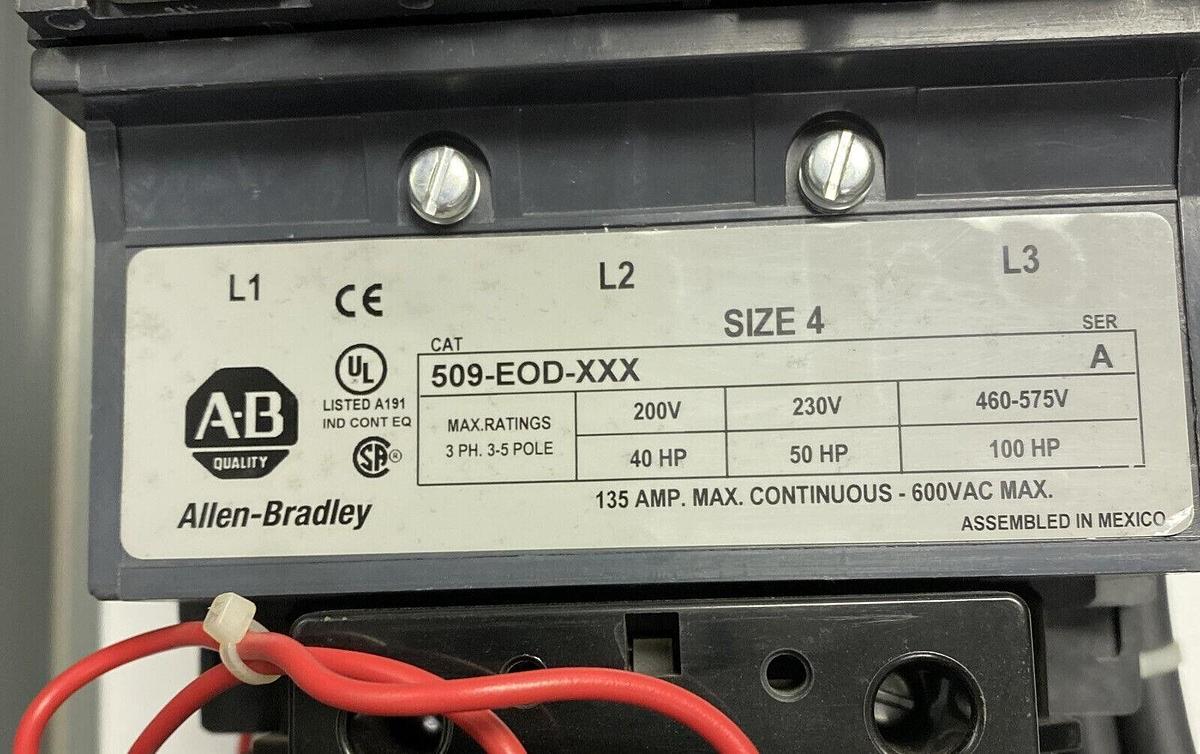 L1
L2
L3
CE
SIZE 4
CAT
SER
UL
LISTED A191
IND CONT EQ
509-EOD-XXX
A
MAX.RATINGS
3 PH. 3-5 POLE
200V
230V
460-575V
40 HP
50 HP
100 HP
SA®
A-B
QUALITY
Allen-Bradley
135 AMP. MAX. CONTINUOUS - 600VAC MAX.
ASSEMBLED IN MEXICO